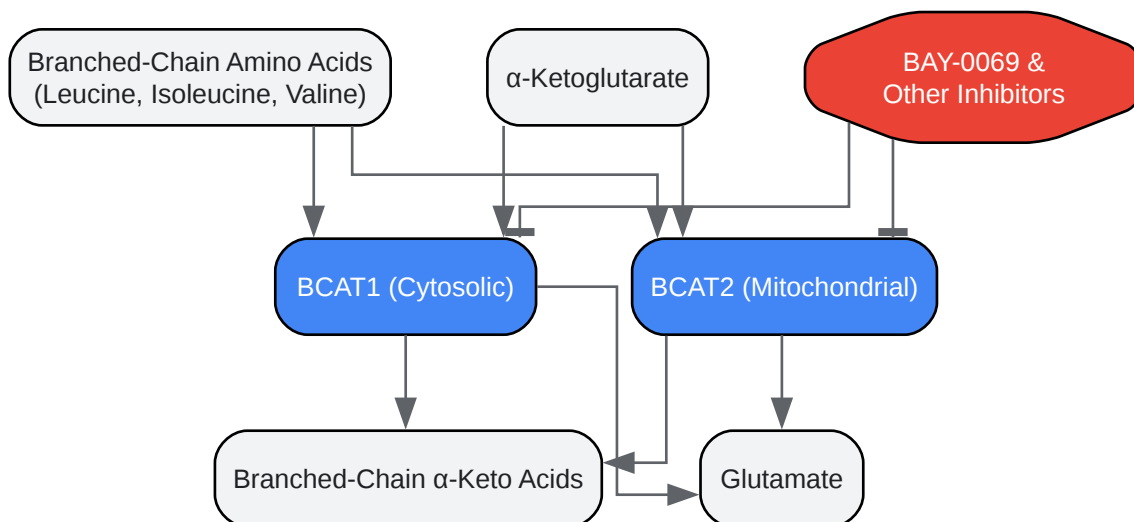 Branched-Chain Amino Acids
(Leucine, Isoleucine, Valine)
α-Ketoglutarate
BAY-0069 &
Other Inhibitors
BCAT1 (Cytosolic)
BCAT2 (Mitochondrial)
Branched-Chain α-Keto Acids
Glutamate